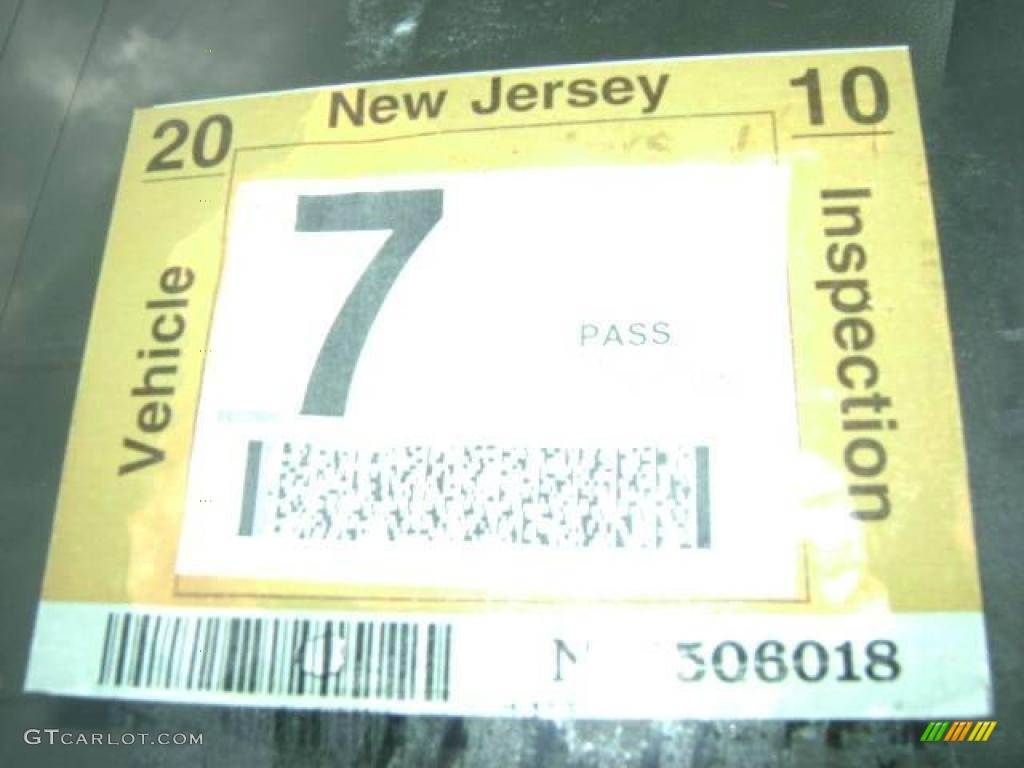 20 New Jersey 10
Vehicle
Inspection
7
PASS
306018
GTCARLOT.COM